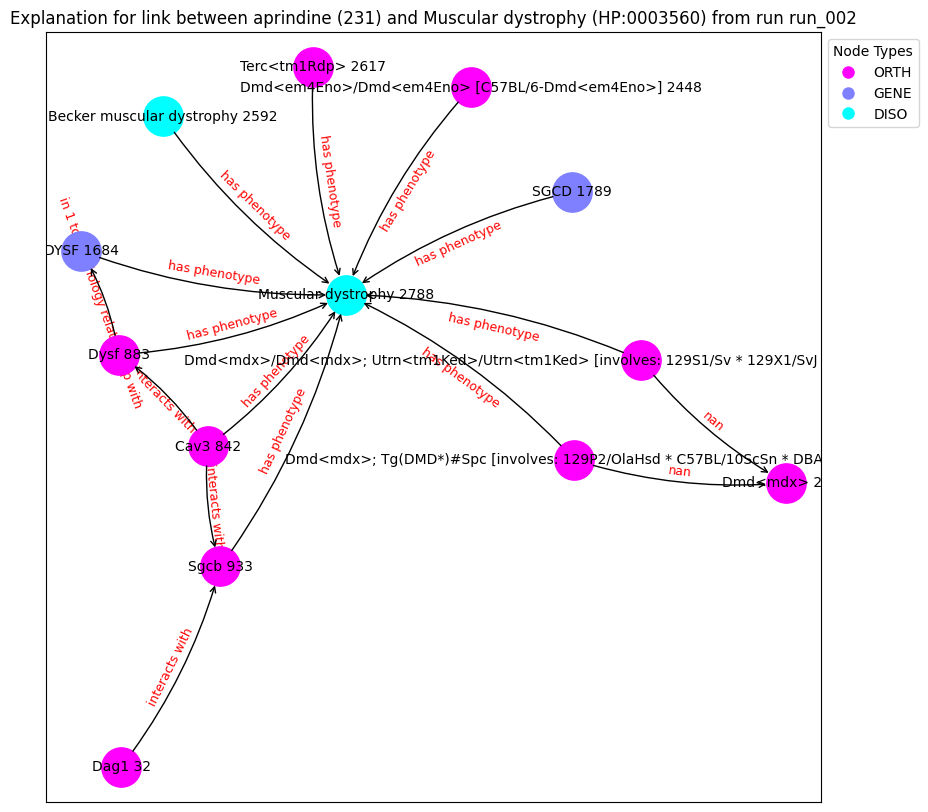 Explanation for link between aprindine (231) and Muscular dystrophy (HP:0003560) from run run_002
Node Types
ORTH
GENE
DISO
Terc<tm1Rdp> 2617
Dmd<em4Eno>/Dmd<em4Eno> [C57BL/6-Dmd<em4Eno>] 2448
Becker muscular dystrophy 2592
has phenotype
has phenotype
has phenotype
SGCD 1789
has phenotype
in 1 to
DYSF 1684
has phenotype
Muscular dystrophy 2788
has phenotype
has phenotype
Dysf 883
Dmd<mdx>/Dmd<mdx>; Utrn<tm1Ked>/Utrn<tm1Ked> [involves: 129S1/Sv * 129X1/SvJ
has phenotype
has phenotype
interacts with
nan
has phenotype
Cav3 842
Dmd<mdx>; Tg(DMD*)#Spc [involves: 129P2/OlaHsd * C57BL/10ScSn * DBA
nan
Dmd<mdx> 2
interacts with
Sgcb 933
interacts with
Dag1 32